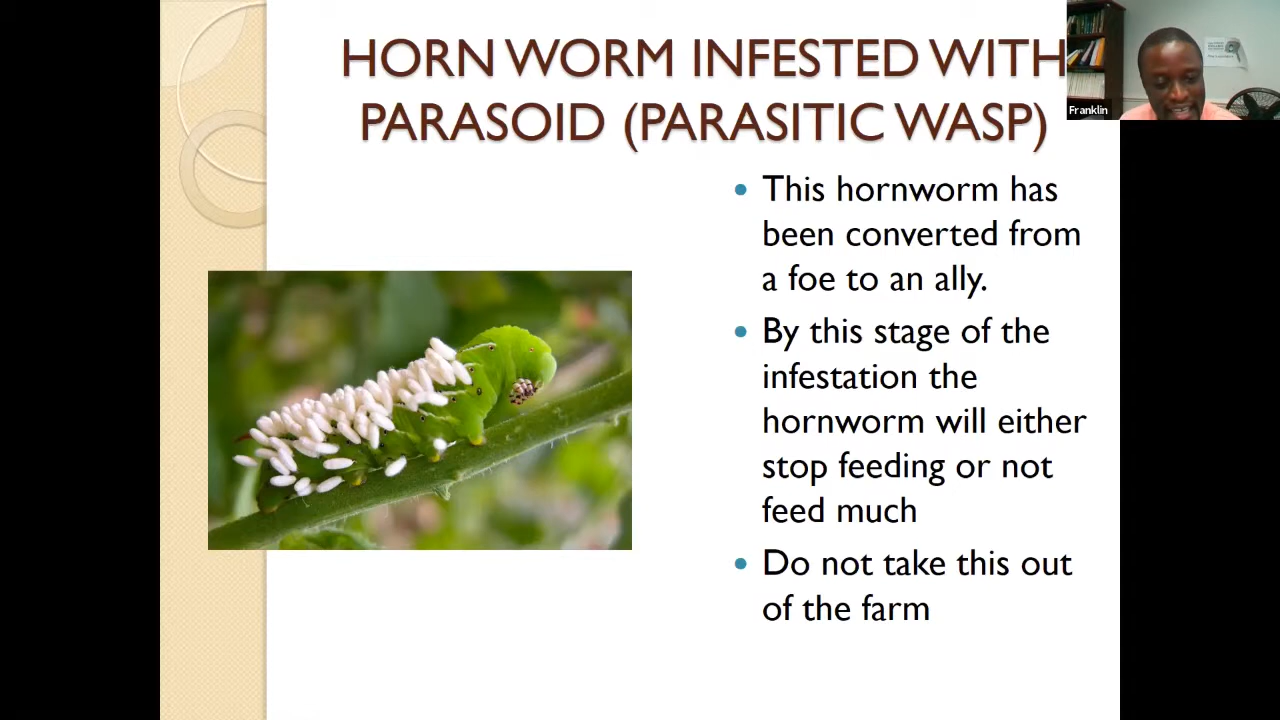 HORN WORM INFESTED WITH
PARASOID (PARASITIC WASP)
Franklin
This hornworm has
been converted from
a foe to an ally.
By this stage of the
infestation the
hornworm will either
stop feeding or not
feed much
Do not take this out
of the farm